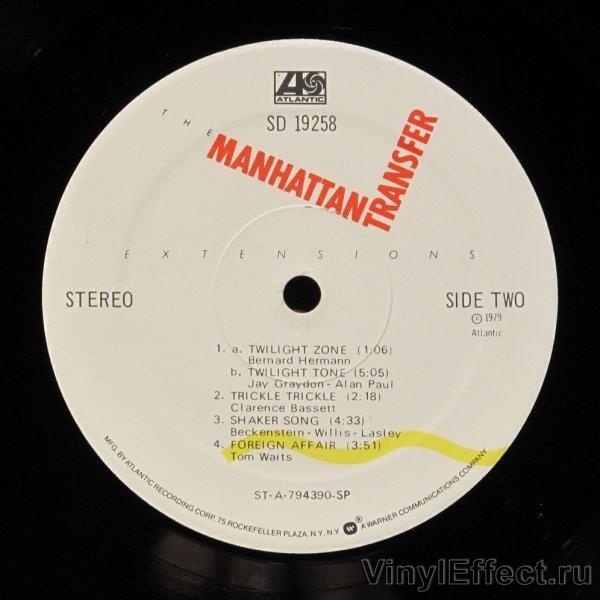 ATLANTIC
SD 19258
THE
MANHATTAN
TRANSFER
EXTENSIONS
STEREO
SIDE TWO
℗ 1979
Atlantic
1. a. TWILIGHT ZONE (1:06)
Bernard Hermann
b. TWILIGHT TONE (5:05)
Jay Graydon - Alan Paul
2. TRICKLE TRICKLE (2:18)
Clarence Bassett
3. SHAKER SONG (4:33)
Beckenstein - Willis - Lasley
4. FOREIGN AFFAIR (3:51)
Tom Waits
ST-A-794390-SP
MFG. BY ATLANTIC RECORDING CORP. 75 ROCKEFELLER PLAZA, N.Y. N.Y. ® A WARNER COMMUNICATIONS COMPANY
VinylEffect.ru